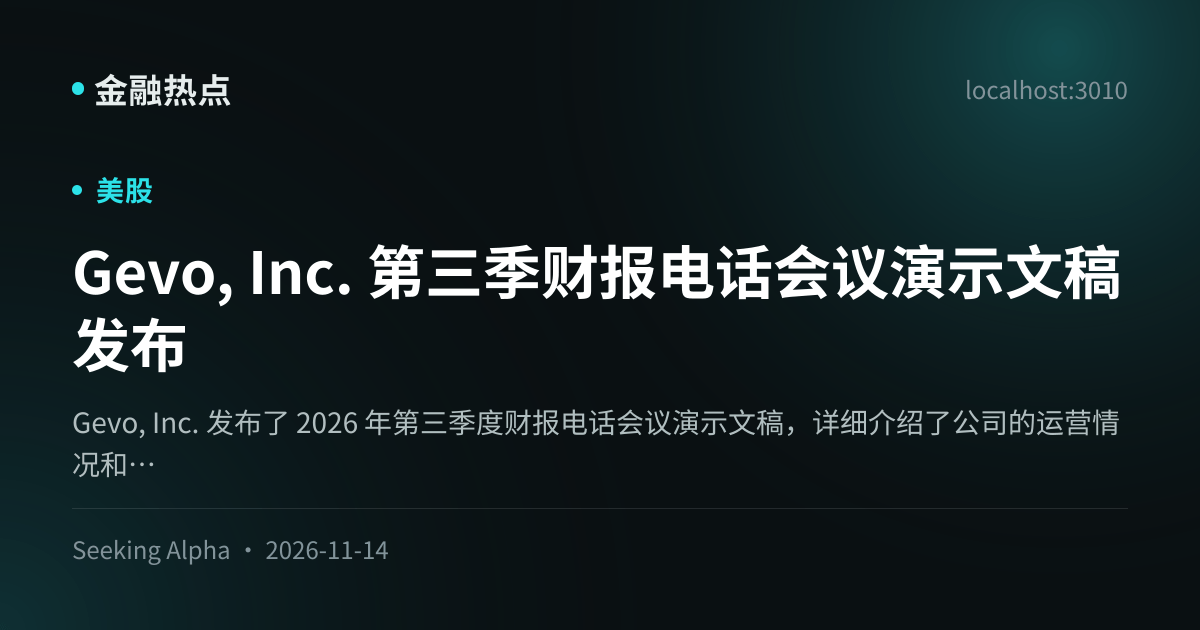 金融热点
localhost:3010
美股
Gevo, Inc. 第三季财报电话会议演示文稿
发布
Gevo, Inc. 发布了 2026 年第三季度财报电话会议演示文稿，详细介绍了公司的运营情
况和…
Seeking Alpha • 2026-11-14